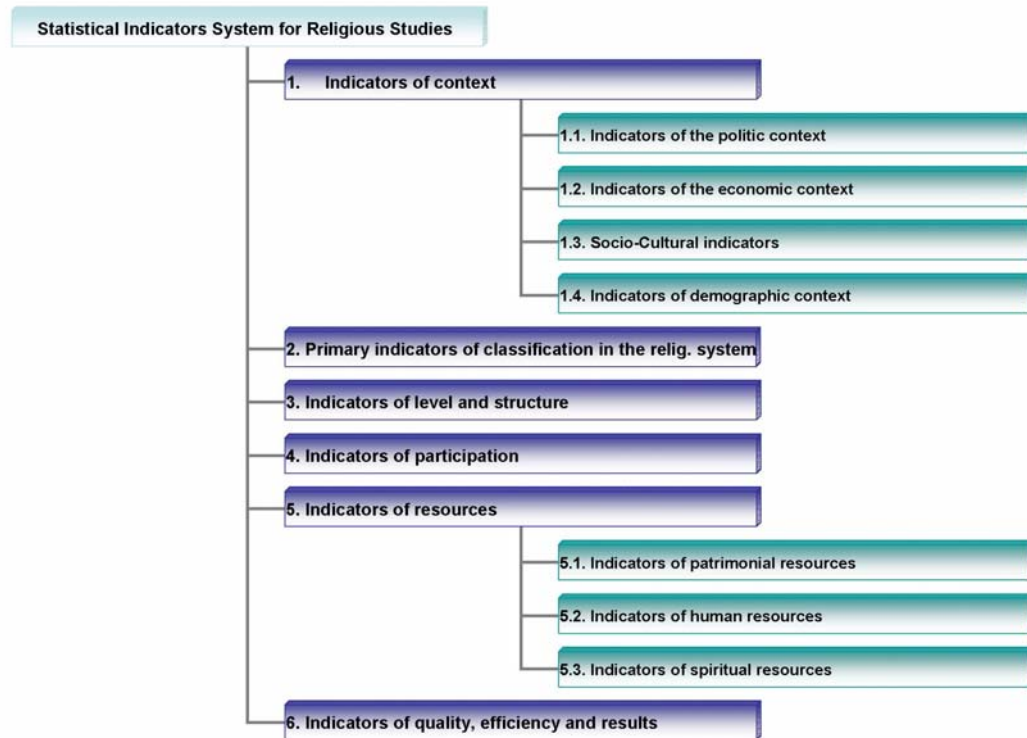 Statistical Indicators System for Religious Studies
1. Indicators of context
1.1. Indicators of the politic context
1.2. Indicators of the economic context
1.3. Socio-Cultural indicators
1.4. Indicators of demographic context
2. Primary indicators of classification in the relig. system
3. Indicators of level and structure
4. Indicators of participation
5. Indicators of resources
5.1. Indicators of patrimonial resources
5.2. Indicators of human resources
5.3. Indicators of spiritual resources
6. Indicators of quality, efficiency and results